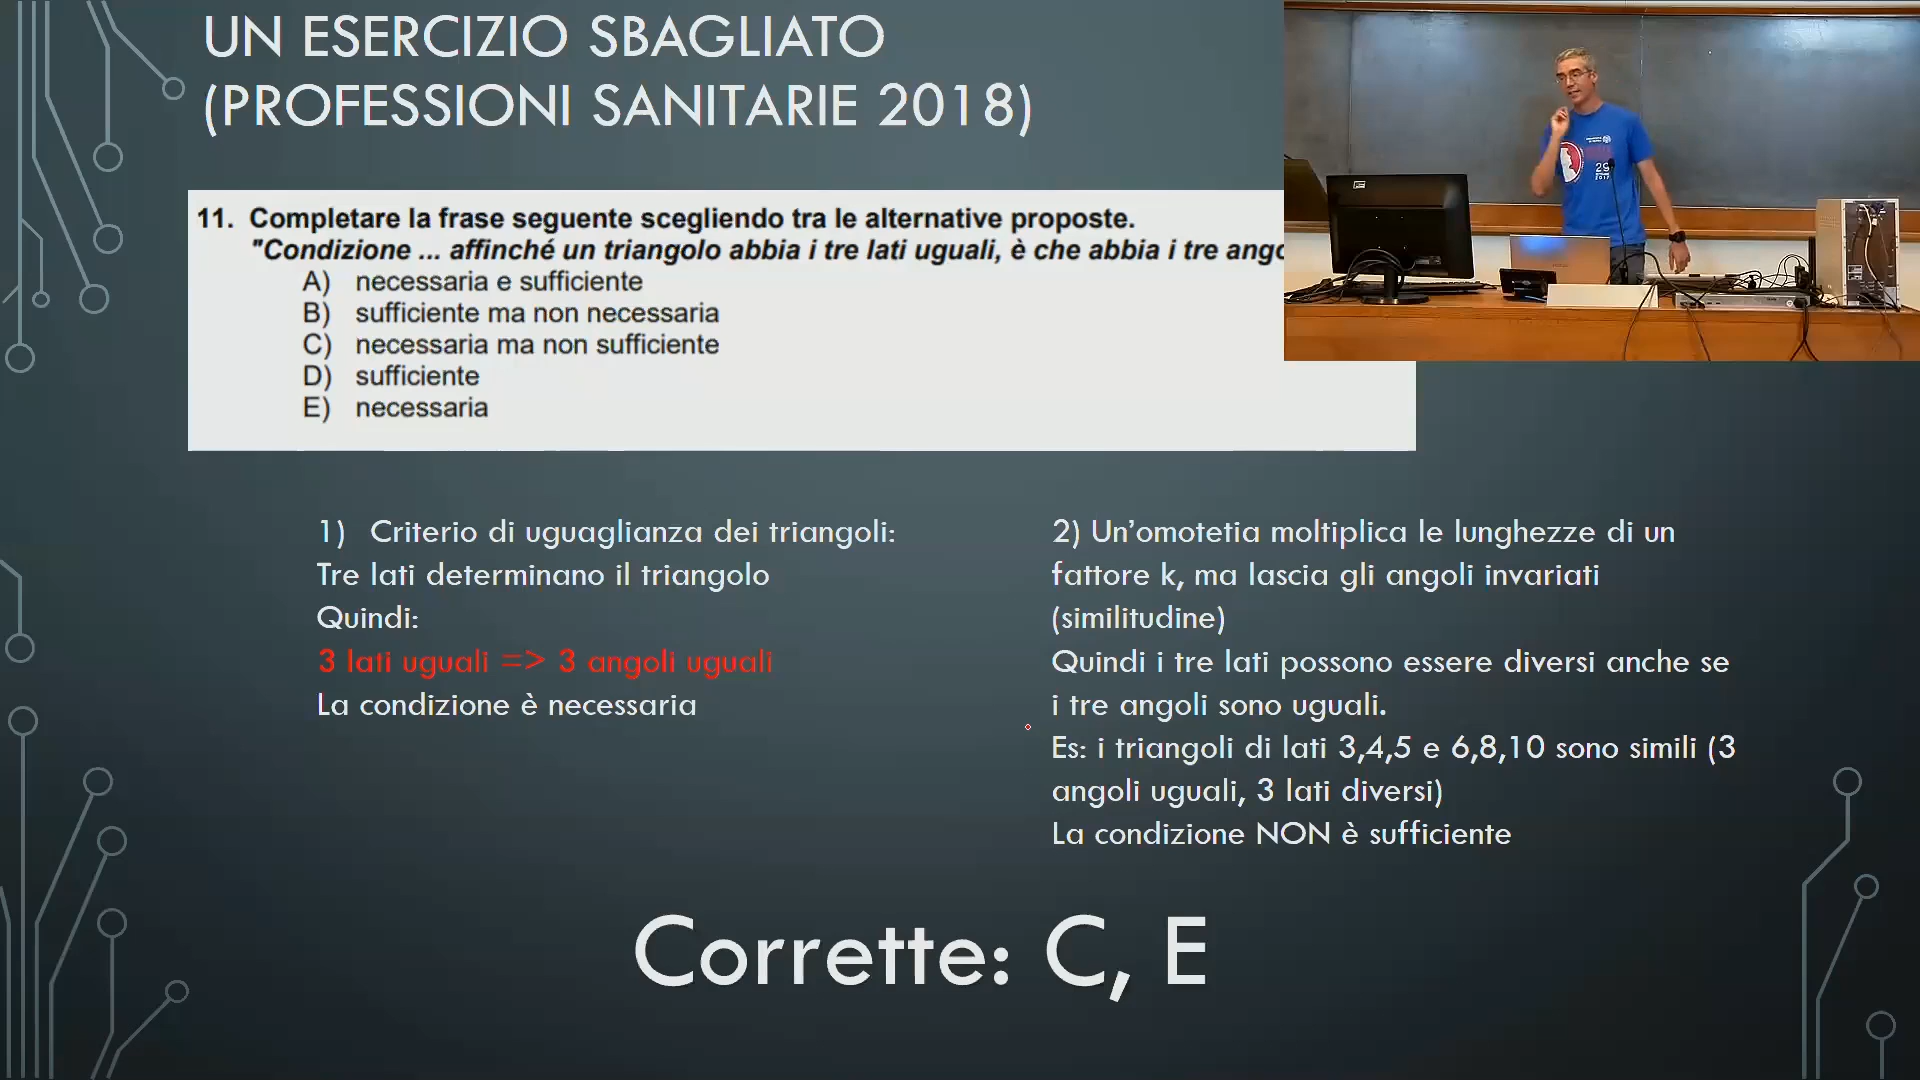 UN ESERCIZIO SBAGLIATO
(PROFESSIONI SANITARIE 2018)
11. Completare la frase seguente scegliendo tra le alternative proposte.
"Condizione ... affinché un triangolo abbia i tre lati uguali, è che abbia i tre ango
A) necessaria e sufficiente
B) sufficiente ma non necessaria
C) necessaria ma non sufficiente
D) sufficiente
E) necessaria
1) Criterio di uguaglianza dei triangoli:
Tre lati determinano il triangolo
Quindi:
3 lati uguali => 3 angoli uguali
La condizione è necessaria
2) Un’omotetia moltiplica le lunghezze di un
fattore k, ma lascia gli angoli invariati
(similitudine)
Quindi i tre lati possono essere diversi anche se
i tre angoli sono uguali.
Es: i triangoli di lati 3,4,5 e 6,8,10 sono simili (3
angoli uguali, 3 lati diversi)
La condizione NON è sufficiente
Corrette: C, E
29
2017